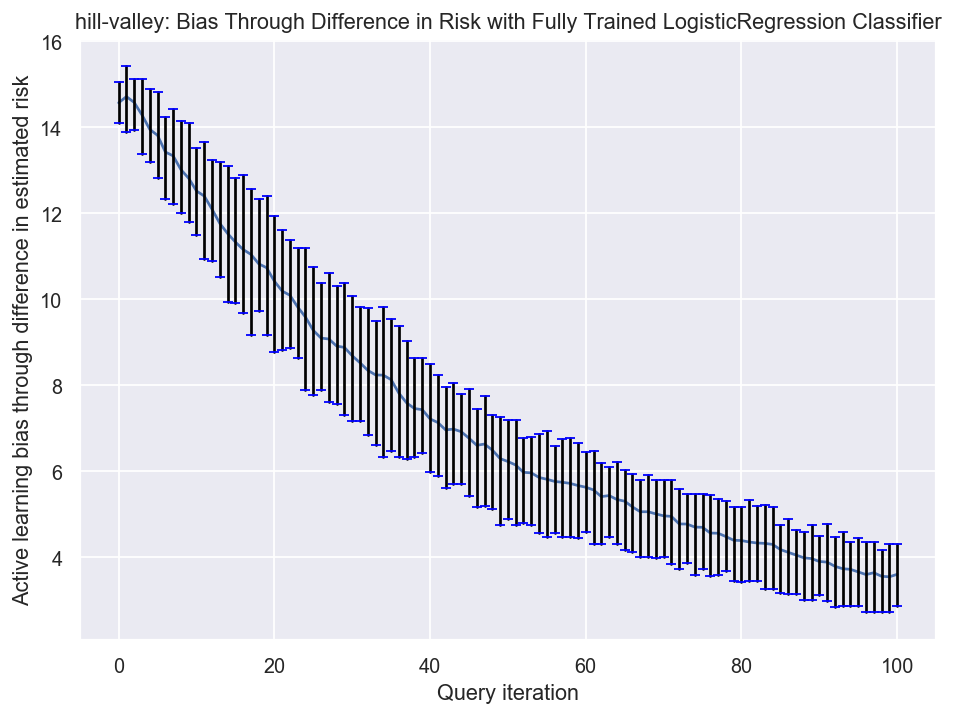 hill-valley: Bias Through Difference in Risk with Fully Trained LogisticRegression Classifier
Active learning bias through difference in estimated risk
16
14
12
10
8
6
4
0 20 40 60 80 100
Query iteration